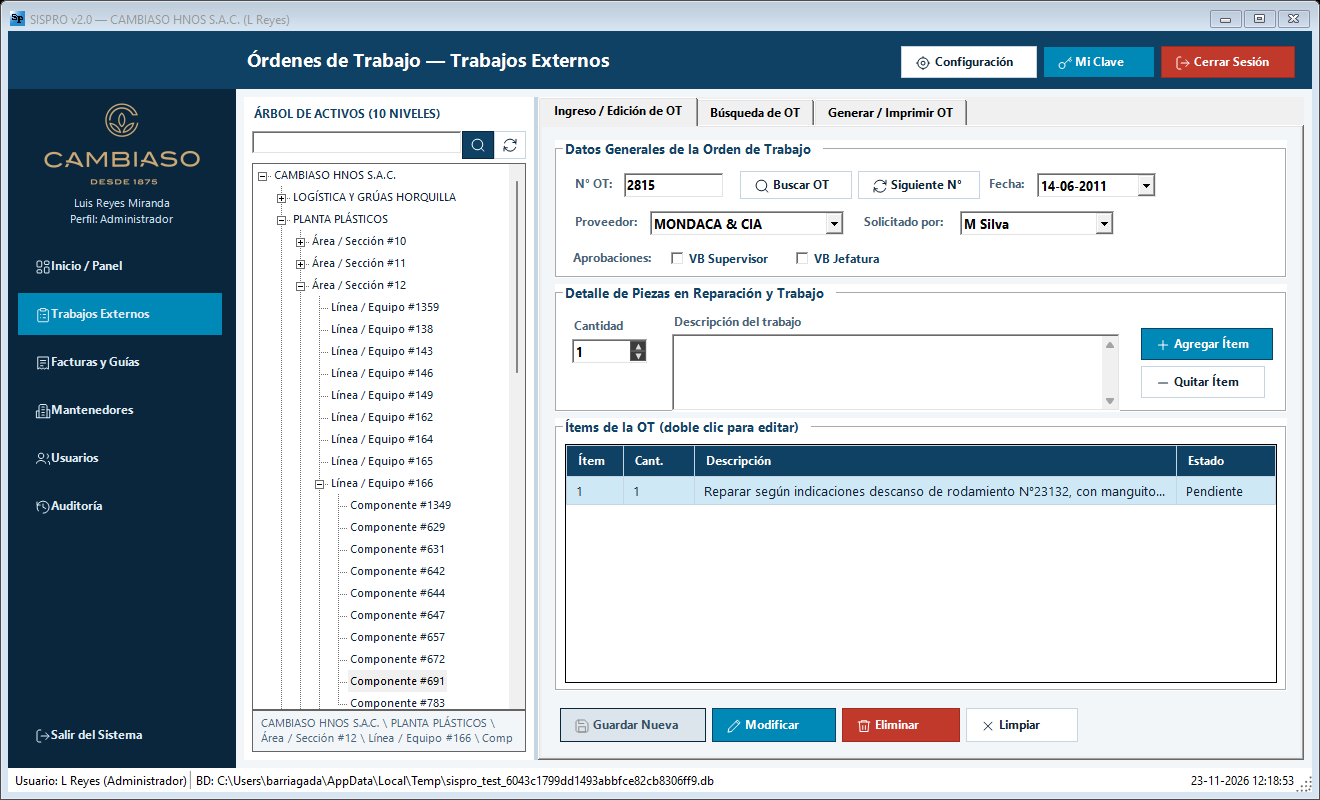 SISPRO v2.0 — CAMBIASO HNOS S.A.C. (L Reyes)
Órdenes de Trabajo — Trabajos Externos
Configuración
Mi Clave
Cerrar Sesión
CAMBIASO
DESDE 1875
Luis Reyes Miranda
Perfil: Administrador
Inicio / Panel
Trabajos Externos
Facturas y Guías
Mantenedores
Usuarios
Auditoría
Salir del Sistema
ÁRBOL DE ACTIVOS (10 NIVELES)
CAMBIASO HNOS S.A.C.
LOGÍSTICA Y GRÚAS HORQUILLA
PLANTA PLÁSTICOS
Área / Sección #10
Área / Sección #11
Área / Sección #12
Línea / Equipo #1359
Línea / Equipo #138
Línea / Equipo #143
Línea / Equipo #146
Línea / Equipo #149
Línea / Equipo #162
Línea / Equipo #164
Línea / Equipo #165
Línea / Equipo #166
Componente #1349
Componente #629
Componente #631
Componente #642
Componente #644
Componente #647
Componente #657
Componente #672
Componente #691
Componente #783
CAMBIASO HNOS S.A.C. \ PLANTA PLÁSTICOS \
Área / Sección #12 \ Línea / Equipo #166 \ Comp
Ingreso / Edición de OT
Búsqueda de OT
Generar / Imprimir OT
Datos Generales de la Orden de Trabajo
N° OT: 2815
Buscar OT
Siguiente N°
Fecha: 14-06-2011
Proveedor: MONDACA & CIA
Solicitado por: M Silva
Aprobaciones: VB Supervisor VB Jefatura
Detalle de Piezas en Reparación y Trabajo
Cantidad
1
Descripción del trabajo
+ Agregar Ítem
— Quitar Ítem
Ítems de la OT (doble clic para editar)
Ítem Cant. Descripción Estado
1 1 Reparar según indicaciones descanso de rodamiento N°23132, con manguito... Pendiente
Guardar Nueva
Modificar
Eliminar
Limpiar
Usuario: L Reyes (Administrador) BD: C:\Users\barriagada\AppData\Local\Temp\sispro_test_6043c1799dd1493abbfce82cb8306ff9.db 23-11-2026 12:18:53